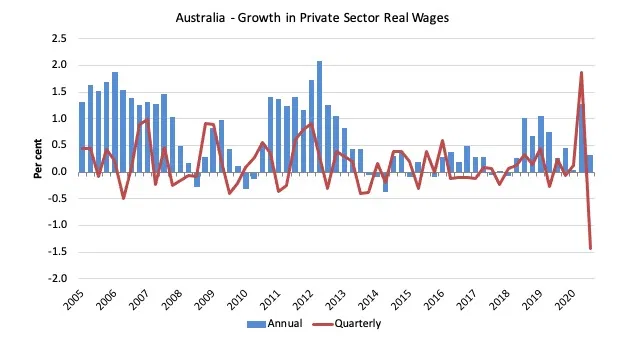 Australia - Growth in Private Sector Real Wages
2.5
2.0
1.5
1.0
0.5
0.0
-0.5
-1.0
-1.5
-2.0
Per cent
2005 2006 2007 2008 2009 2010 2011 2012 2013 2014 2015 2016 2017 2018 2019 2020
Annual Quarterly